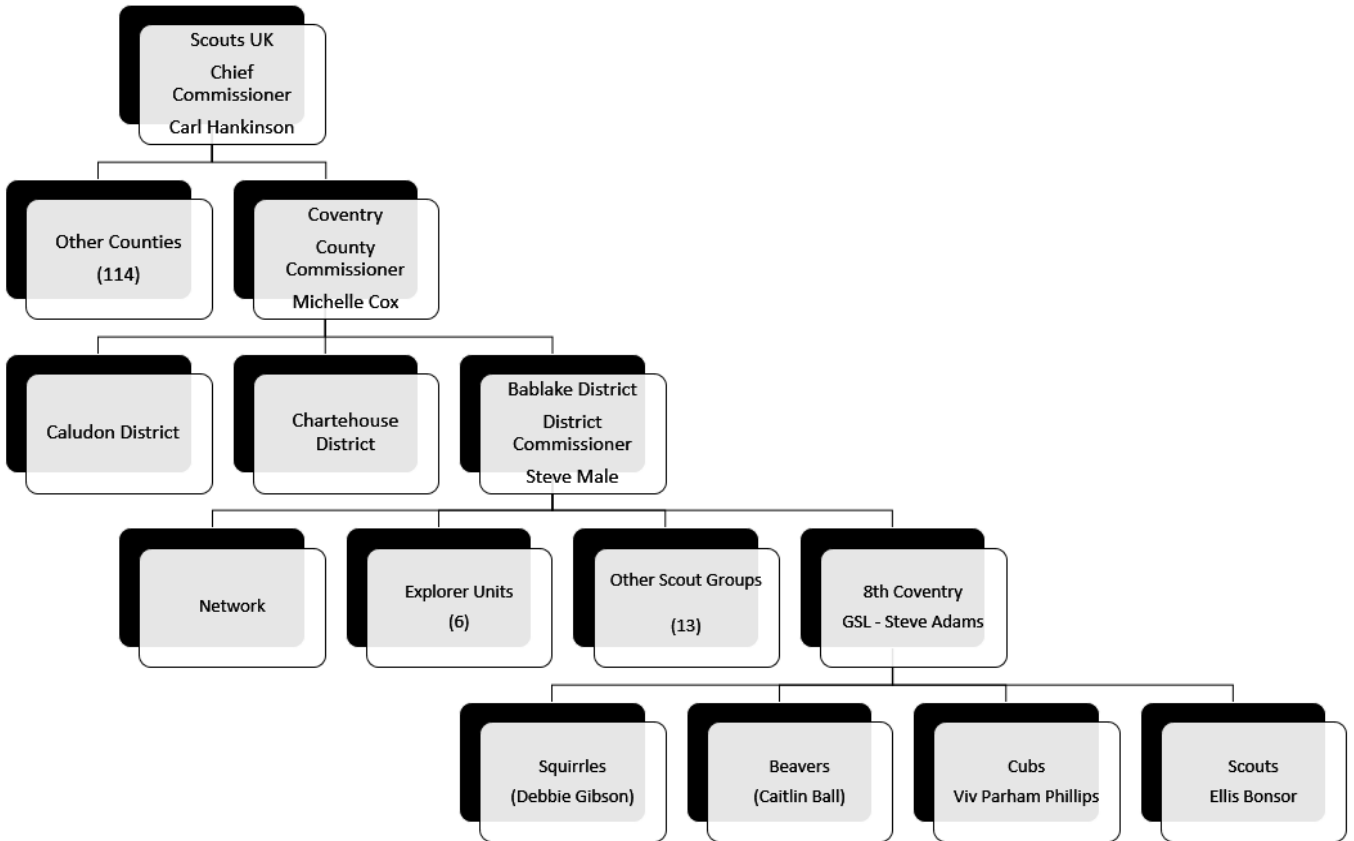 Scouts UK
Chief
Commissioner
Carl Hankinson
Other Counties
(114)
Coventry
County
Commissioner
Michelle Cox
Caludon District
Chartehouse
District
Bablake District
District
Commissioner
Steve Male
Network
Explorer Units
(6)
Other Scout Groups
(13)
8th Coventry
GSL - Steve Adams
Squirrles
(Debbie Gibson)
Beavers
(Caitlin Ball)
Cubs
Viv Parham Phillips
Scouts
Ellis Bonsor